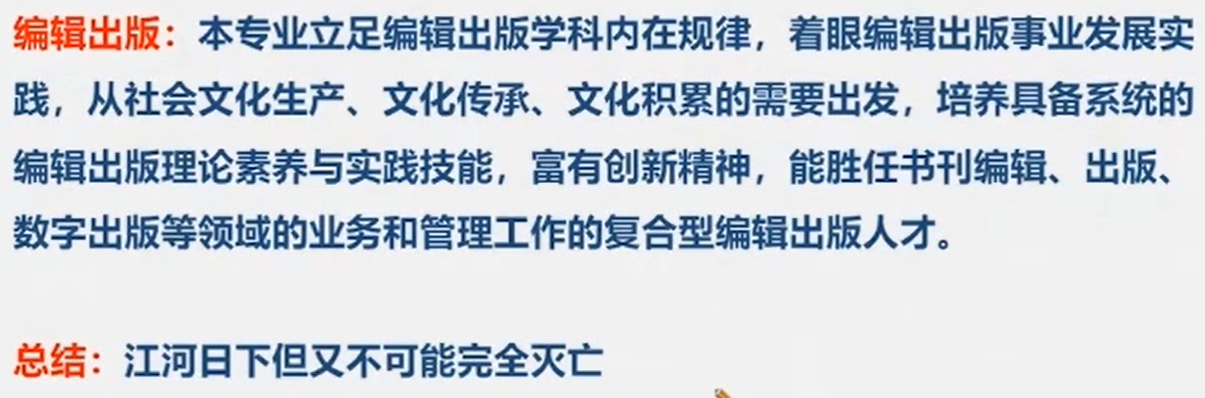 编辑出版：本专业立足编辑出版学科内在规律，着眼编辑出版事业发展实
践，从社会文化生产、文化传承、文化积累的需要出发，培养具备系统的
编辑出版理论素养与实践技能，富有创新精神，能胜任书刊编辑、出版、
数字出版等领域的业务和管理工作的复合型编辑出版人才。
总结：江河日下但又不可能完全灭亡